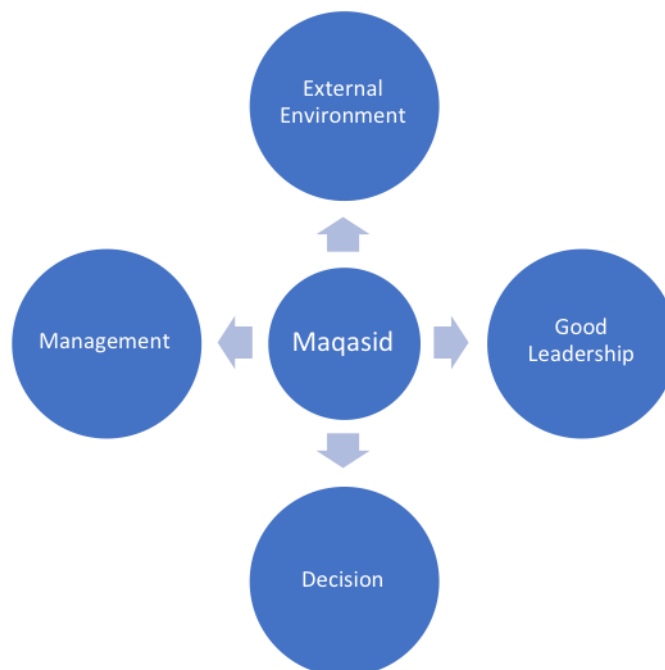 External
Environment
Management
Maqasid
Good
Leadership
Decision